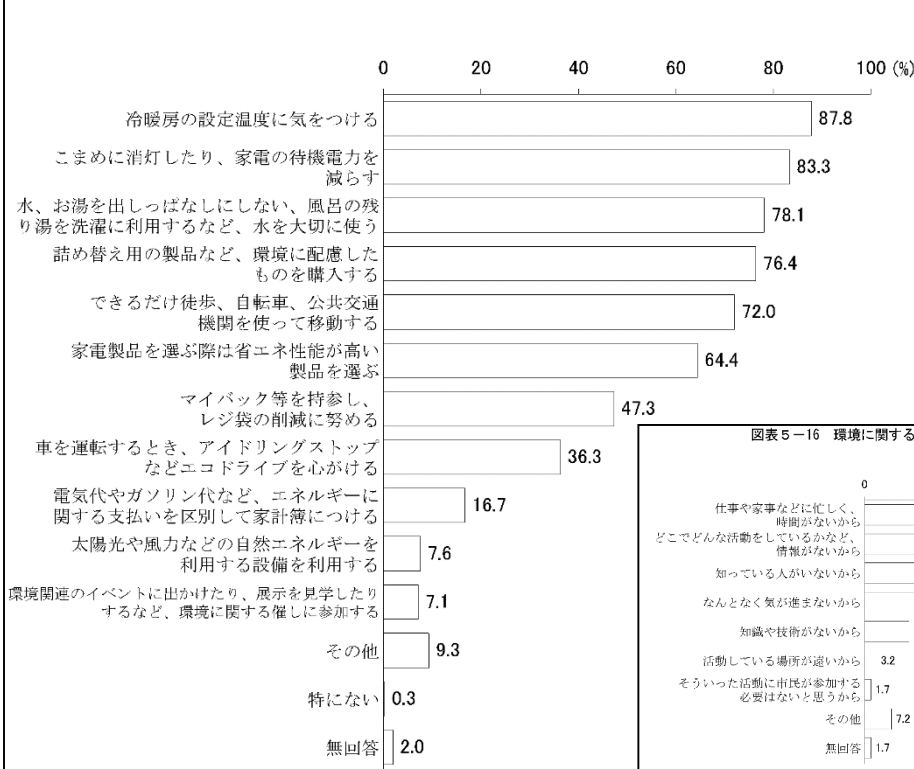 0 20 40 60 80 100 (%)
冷暖房の設定温度に気をつける 87.8
こまめに消灯したり、家電の待機電力を
減らす 83.3
水、お湯を出しっぱなしにしない、風呂の残
り湯を洗濯に利用するなど、水を大切に使う 78.1
詰め替え用の製品など、環境に配慮した
ものを購入する 76.4
できるだけ徒歩、自転車、公共交通
機関を使って移動する 72.0
家電製品を選ぶ際は省エネ性能が高い
製品を選ぶ 64.4
マイバック等を持参し、
レジ袋の削減に努める 47.3
車を運転するとき、アイドリングストップ
などエコドライブを心がける 36.3
電気代やガソリン代など、エネルギーに
関する支払いを区別して家計簿につける 16.7
太陽光や風力などの自然エネルギーを
利用する設備を利用する 7.6
環境関連のイベントに出かけたり、展示を見学したり
するなど、環境に関する催しに参加する 7.1
その他 9.3
特にない 0.3
無回答 2.0
図表5-16 環境に関する
0
仕事や家事などに忙しく、
時間がないから
どこでどんな活動をしているかなど、
情報がないから
知っている人がいないから
なんとなく気が進まないから
知識や技術がないから
活動している場所が遠いから 3.2
そういった活動に市民が参加する
必要はないと思うから 1.7
その他 7.2
無回答 1.7